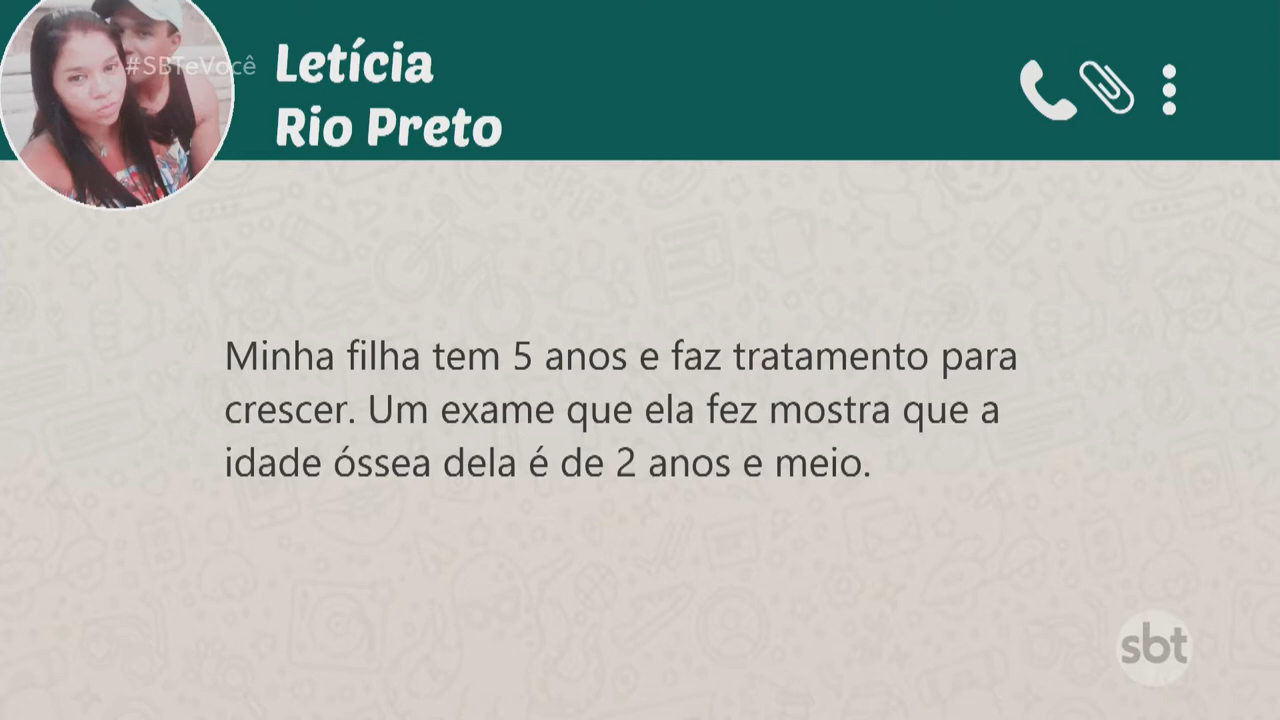 #SBTeVocê
Letícia
Rio Preto
Minha filha tem 5 anos e faz tratamento para
crescer. Um exame que ela fez mostra que a
idade óssea dela é de 2 anos e meio.
sbt